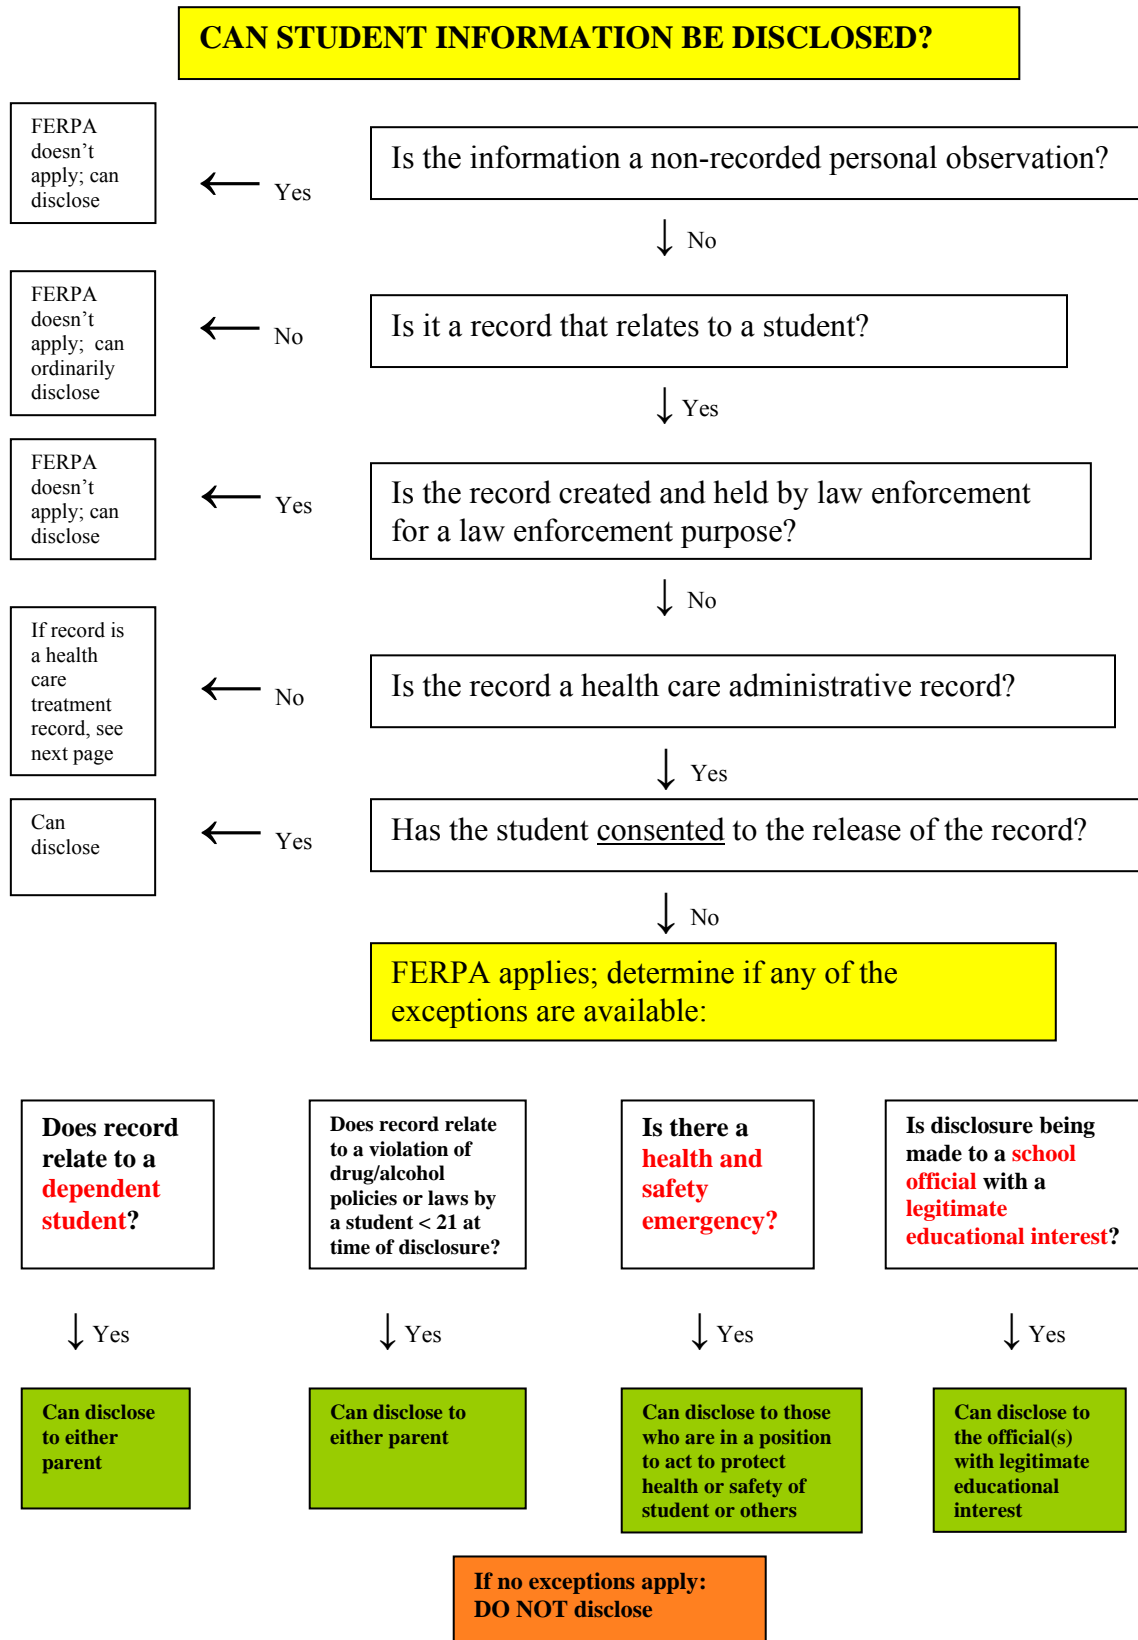 CAN STUDENT INFORMATION BE DISCLOSED?
FERPA
doesn’t
apply; can
disclose
← Yes
Is the information a non-recorded personal observation?
↓ No
FERPA
doesn’t
apply; can
ordinarily
disclose
← No
Is it a record that relates to a student?
↓ Yes
FERPA
doesn’t
apply; can
disclose
← Yes
Is the record created and held by law enforcement
for a law enforcement purpose?
↓ No
If record is
a health
care
treatment
record, see
next page
← No
Is the record a health care administrative record?
↓ Yes
Can
disclose
← Yes
Has the student consented to the release of the record?
↓ No
FERPA applies; determine if any of the
exceptions are available:
Does record
relate to a
dependent
student?
Does record relate
to a violation of
drug/alcohol
policies or laws by
a student < 21 at
time of disclosure?
Is there a
health and
safety
emergency?
Is disclosure being
made to a school
official with a
legitimate
educational interest?
↓ Yes
↓ Yes
↓ Yes
↓ Yes
Can disclose
to either
parent
Can disclose to
either parent
Can disclose to those
who are in a position
to act to protect
health or safety of
student or others
Can disclose to
the official(s)
with legitimate
educational
interest
If no exceptions apply:
DO NOT disclose